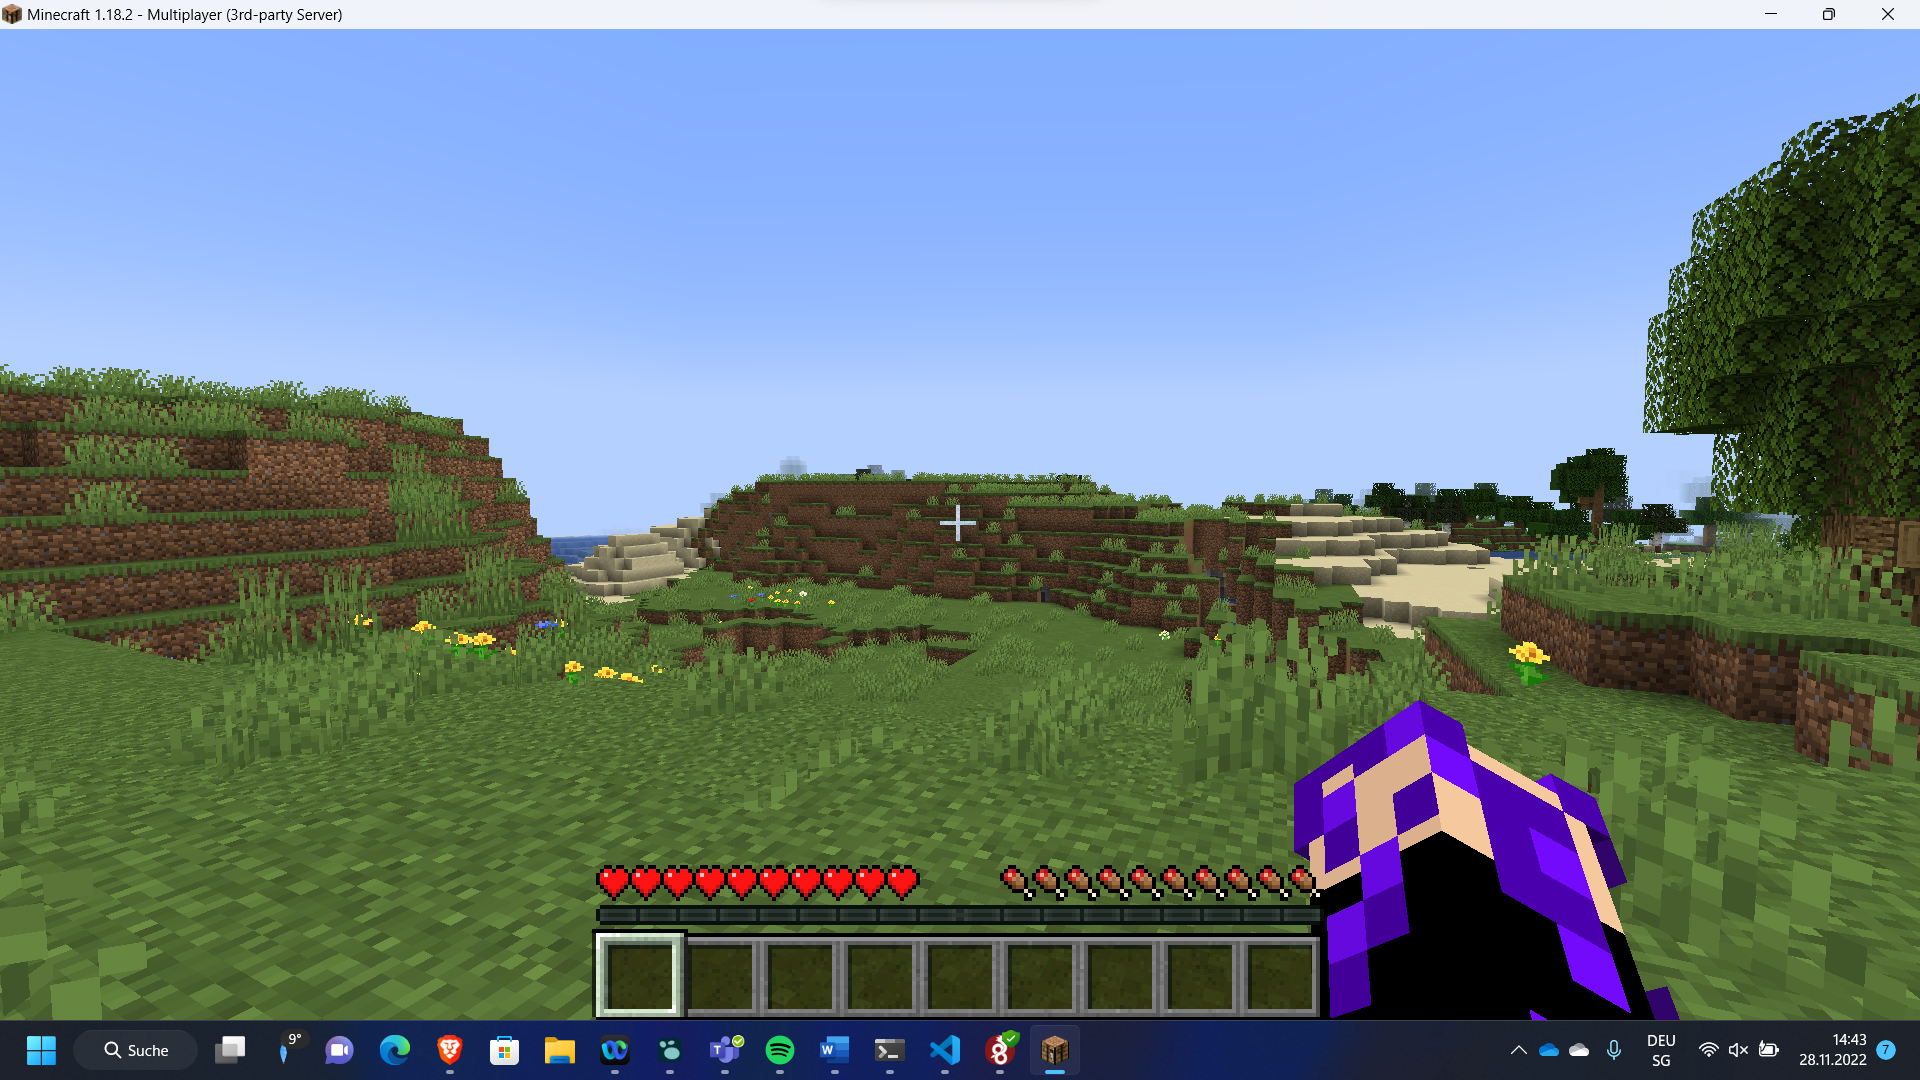 Minecraft 1.18.2 - Multiplayer (3rd-party Server)
Suche
9°
DEU
SG
14:43
28.11.2022
7